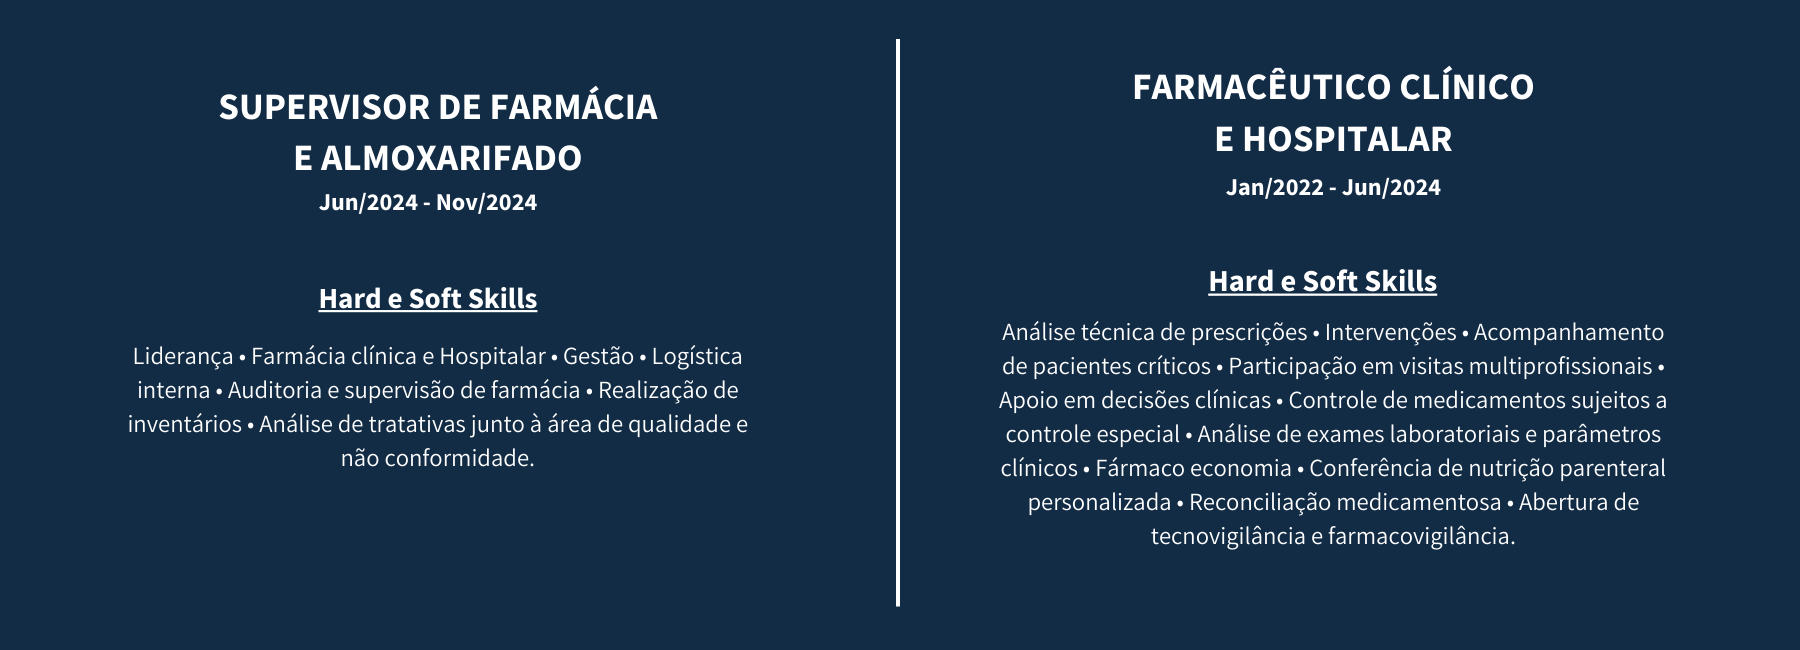 SUPERVISOR DE FARMÁCIA
E ALMOXARIFADO
Jun/2024 - Nov/2024
Hard e Soft Skills
Liderança • Farmácia clínica e Hospitalar • Gestão • Logística
interna • Auditoria e supervisão de farmácia • Realização de
inventários • Análise de tratativas junto à área de qualidade e
não conformidade.
FARMACÊUTICO CLÍNICO
E HOSPITALAR
Jan/2022 - Jun/2024
Hard e Soft Skills
Análise técnica de prescrições • Intervenções • Acompanhamento
de pacientes críticos • Participação em visitas multiprofissionais •
Apoio em decisões clínicas • Controle de medicamentos sujeitos a
controle especial • Análise de exames laboratoriais e parâmetros
clínicos • Fármaco economia • Conferência de nutrição parenteral
personalizada • Reconciliação medicamentosa • Abertura de
tecnovigilância e farmacovigilância.